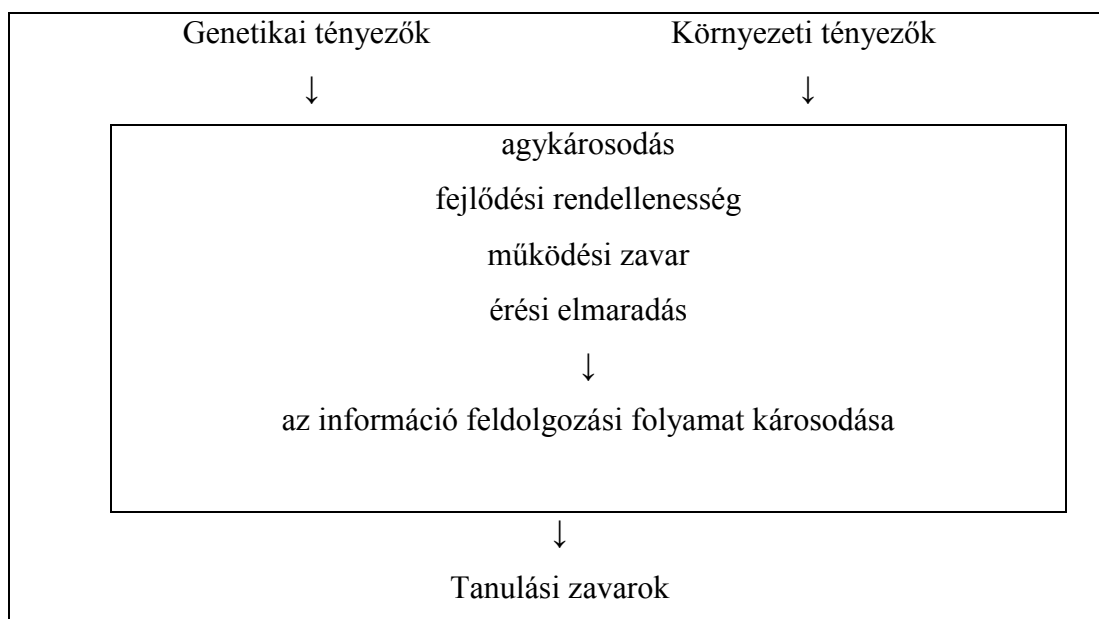 Genetikai tényezők Környezeti tényezők
↓ ↓
agykárosodás
fejlődési rendellenesség
működési zavar
érési elmaradás
↓
az információ feldolgozási folyamat károsodása
↓
Tanulási zavarok